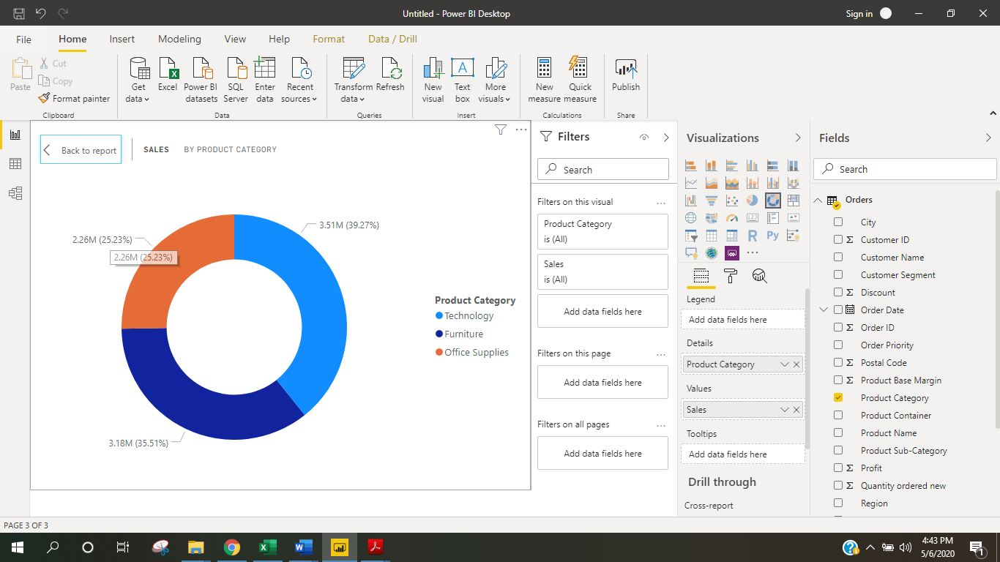 Untitled - Power BI Desktop
Sign in
File
Home
Insert
Modeling
View
Help
Format
Data / Drill
Paste
Cut
Copy
Format painter
Clipboard
Get
data
Excel
Power BI
datasets
SQL
Server
Enter
data
Recent
sources
Data
Transform
data
Refresh
Queries
New
visual
Text
box
More
visuals
Insert
New
measure
Quick
measure
Calculations
Publish
Share
Back to report
SALES
BY PRODUCT CATEGORY
3.51M (39.27%)
2.26M (25.23%)
2.26M (25.23%)
3.18M (35.51%)
Product Category
Technology
Furniture
Office Supplies
Filters
Search
Filters on this visual
Product Category
is (All)
Sales
is (All)
Add data fields here
Filters on this page
Add data fields here
Filters on all pages
Add data fields here
Visualizations
123
R
Py
Legend
Add data fields here
Details
Product Category
Values
Sales
Tooltips
Add data fields here
Drill through
Cross-report
Fields
Search
Orders
City
Customer ID
Customer Name
Customer Segment
Discount
Order Date
Order ID
Order Priority
Postal Code
Product Base Margin
Product Category
Product Container
Product Name
Product Sub-Category
Profit
Quantity ordered new
Region
PAGE 3 OF 3
4:43 PM
5/6/2020
1